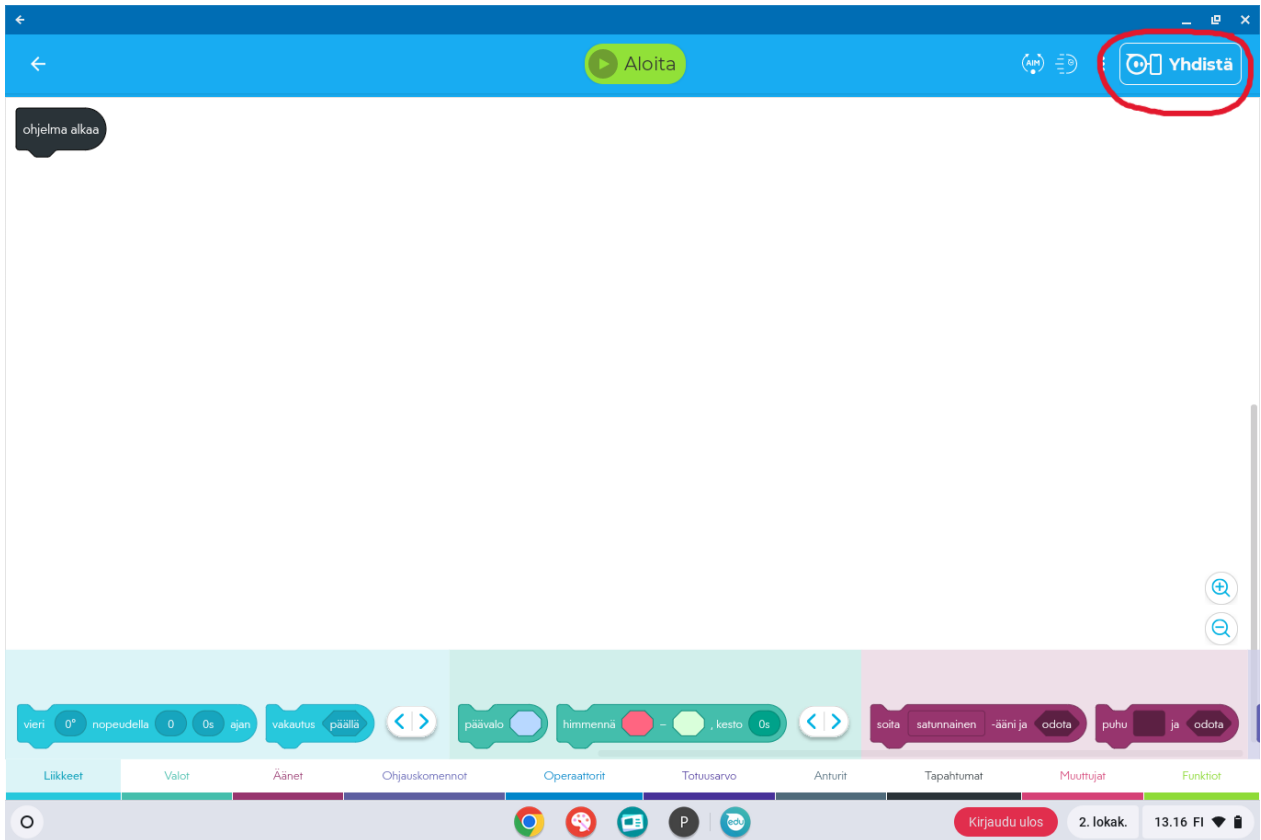 Aloita
AIM
Yhdistä
ohjelma alkaa
vieri 0° nopeudella 0 0s ajan
vakautus päällä
päävalo
himmennä – , kesto 0s
soita satunnainen -ääni ja odota
puhu ja odota
Liikkeet
Valot
Äänet
Ohjauskomennot
Operaattorit
Totuusarvo
Anturit
Tapahtumat
Muuttujat
Funktiot
P
edu
Kirjaudu ulos
2. lokak.
13.16 FI